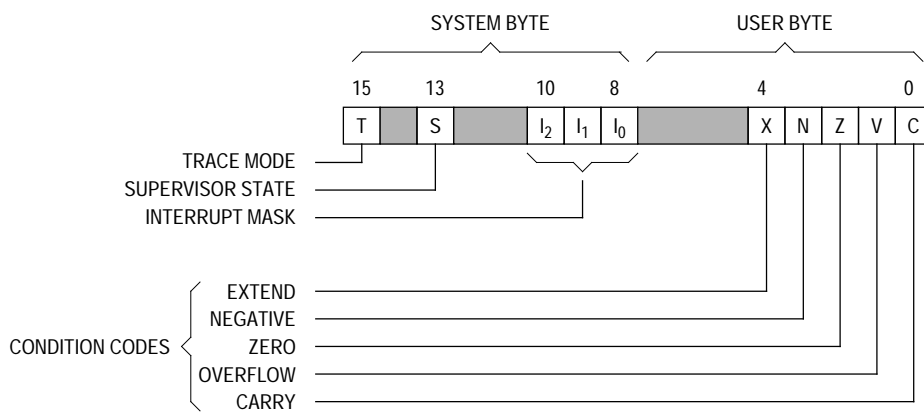 SYSTEM BYTE USER BYTE
15 13 10 8 4 0
T S I2 I1 I0 X N Z V C
TRACE MODE
SUPERVISOR STATE
INTERRUPT MASK
EXTEND
NEGATIVE
CONDITION CODES ZERO
OVERFLOW
CARRY